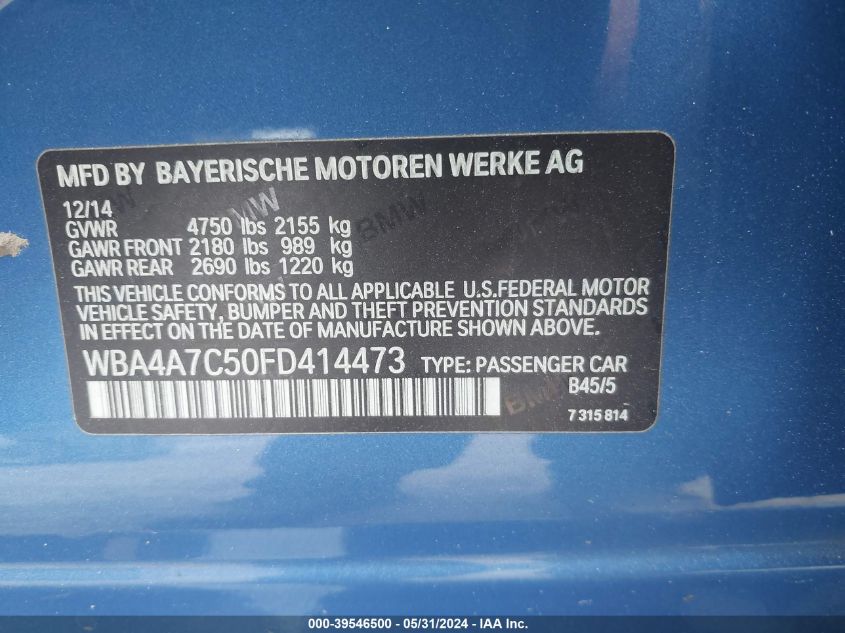 MFD BY BAYERISCHE MOTOREN WERKE AG
12/14
GVWR 4750 lbs 2155 kg
GAWR FRONT 2180 lbs 989 kg
GAWR REAR 2690 lbs 1220 kg
THIS VEHICLE CONFORMS TO ALL APPLICABLE U.S.FEDERAL MOTOR
VEHICLE SAFETY, BUMPER AND THEFT PREVENTION STANDARDS
IN EFFECT ON THE DATE OF MANUFACTURE SHOWN ABOVE.
WBA4A7C50FD414473 TYPE: PASSENGER CAR
B45/5
7 315 814
BMW
BMW
000-39546500 - 05/31/2024 - IAA Inc.